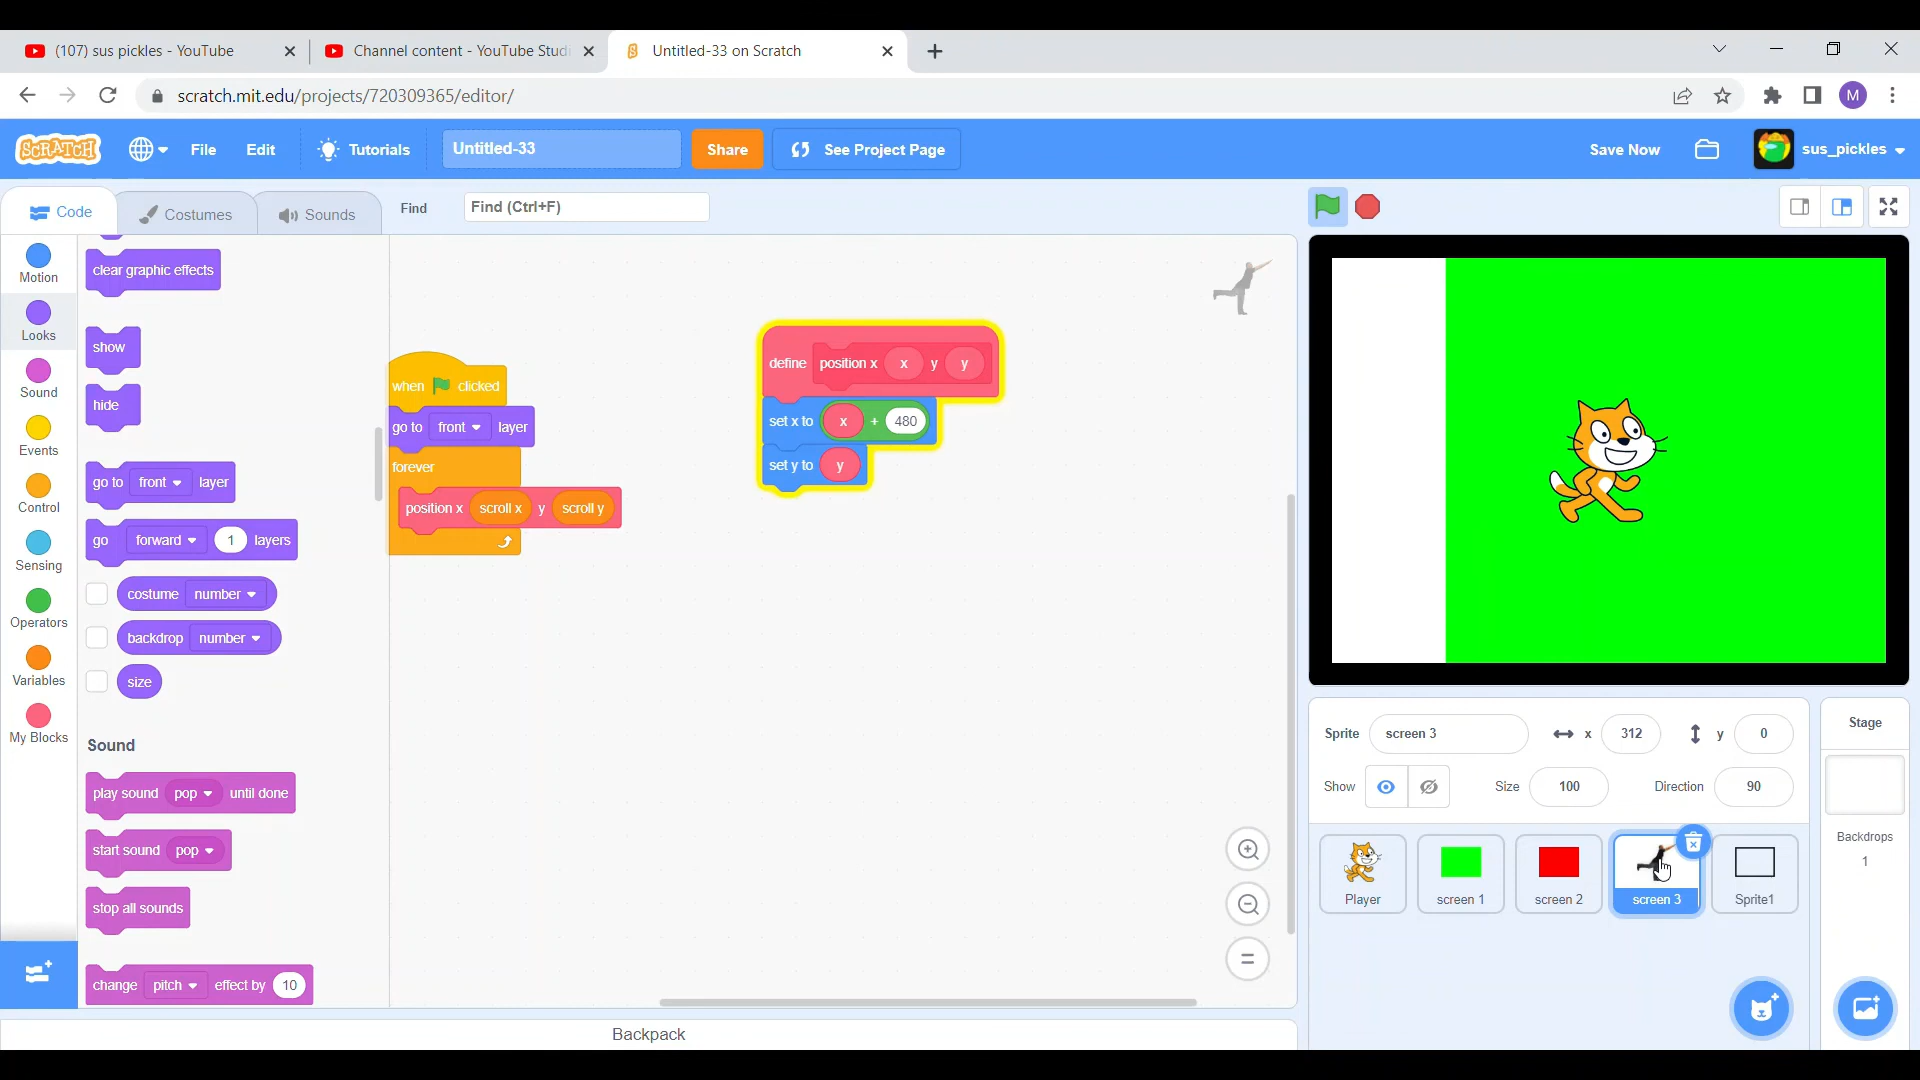 (107) sus pickles - YouTube
Channel content - YouTube Studi
Untitled-33 on Scratch
scratch.mit.edu/projects/720309365/editor/
M
SCRATCH
File
Edit
Tutorials
Untitled-33
Share
See Project Page
Save Now
sus_pickles
Code
Costumes
Sounds
Find
Find (Ctrl+F)
Motion
Looks
Sound
Events
Control
Sensing
Operators
Variables
My Blocks
clear graphic effects
show
hide
go to front layer
go forward 1 layers
costume number
backdrop number
size
Sound
play sound pop until done
start sound pop
stop all sounds
change pitch effect by 10
when clicked
go to front layer
forever
position x scroll x y scroll y
define position x x y y
set x to x + 480
set y to y
Backpack
Sprite screen 3 x 312 y 0
Show Size 100 Direction 90
Player
screen 1
screen 2
screen 3
Sprite1
Stage
Backdrops
1